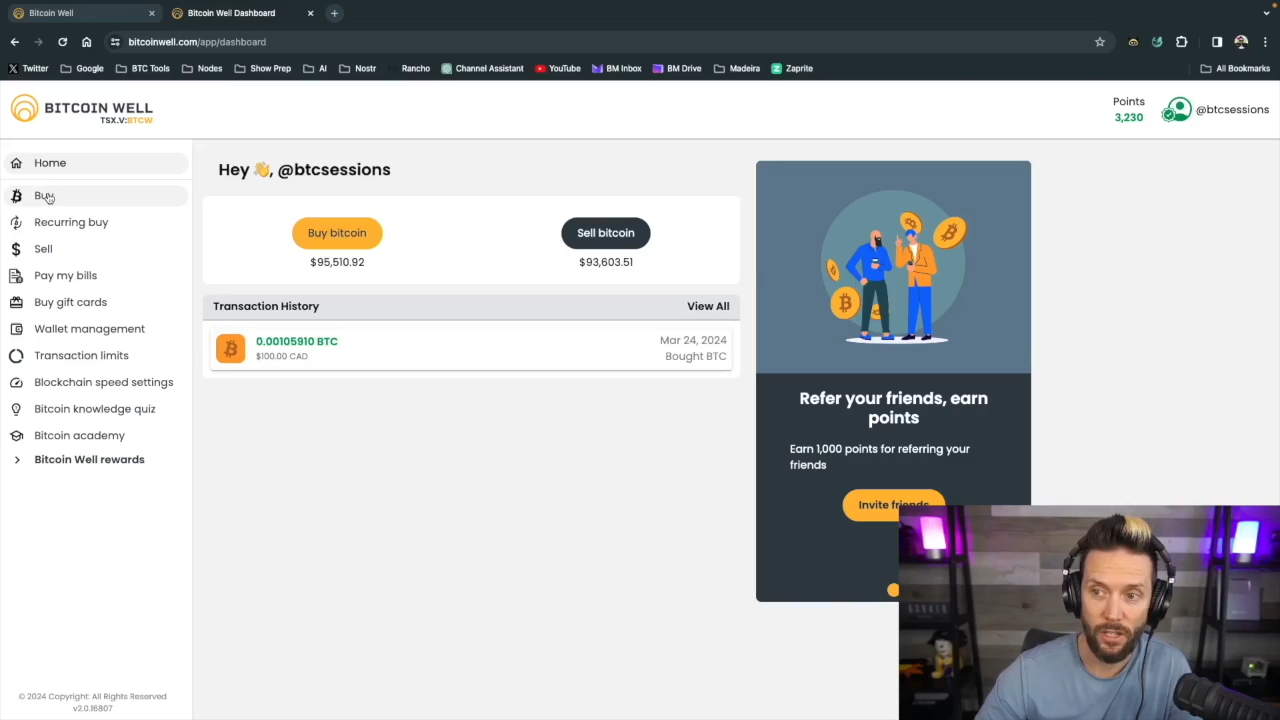 Bitcoin Well
Bitcoin Well Dashboard
bitcoinwell.com/app/dashboard
Twitter
Google
BTC Tools
Nodes
Show Prep
AI
Nostr
Rancho
Channel Assistant
YouTube
BM Inbox
BM Drive
Madeira
Zaprite
All Bookmarks
BITCOIN WELL
TSX.V:BTCW
Points
3,230
@btcsessions
Home
Buy
Recurring buy
Sell
Pay my bills
Buy gift cards
Wallet management
Transaction limits
Blockchain speed settings
Bitcoin knowledge quiz
Bitcoin academy
Bitcoin Well rewards
© 2024 Copyright: All Rights Reserved
v2.0.16807
Hey 👋, @btcsessions
Buy bitcoin
$95,510.92
Sell bitcoin
$93,603.51
Transaction History
View All
0.00105910 BTC
$100.00 CAD
Mar 24, 2024
Bought BTC
Refer your friends, earn
points
Earn 1,000 points for referring your
friends
Invite friends